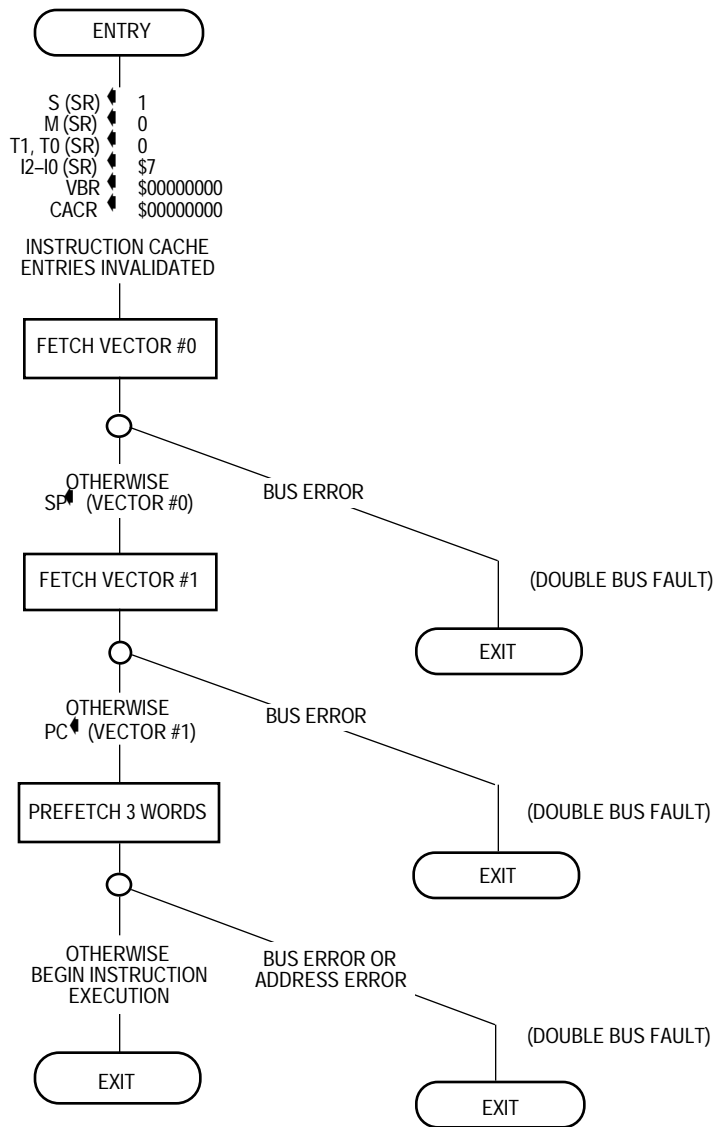 ENTRY
S (SR) 1
M (SR) 0
T1, T0 (SR) 0
I2–I0 (SR) $7
VBR $00000000
CACR $00000000
INSTRUCTION CACHE
ENTRIES INVALIDATED
FETCH VECTOR #0
OTHERWISE
SP (VECTOR #0)
BUS ERROR
FETCH VECTOR #1
(DOUBLE BUS FAULT)
EXIT
OTHERWISE
PC (VECTOR #1)
BUS ERROR
PREFETCH 3 WORDS
(DOUBLE BUS FAULT)
EXIT
OTHERWISE
BEGIN INSTRUCTION
EXECUTION
BUS ERROR OR
ADDRESS ERROR
(DOUBLE BUS FAULT)
EXIT
EXIT